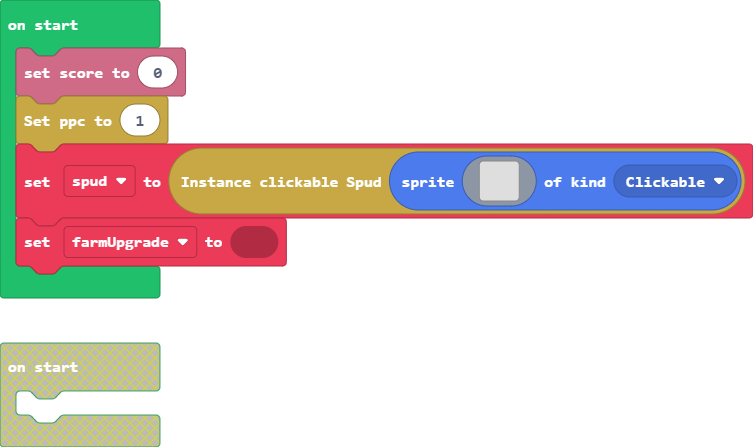 on start
set score to 0
Set ppc to 1
set spud to Instance clickable Spud sprite of kind Clickable
set farmUpgrade to
on start